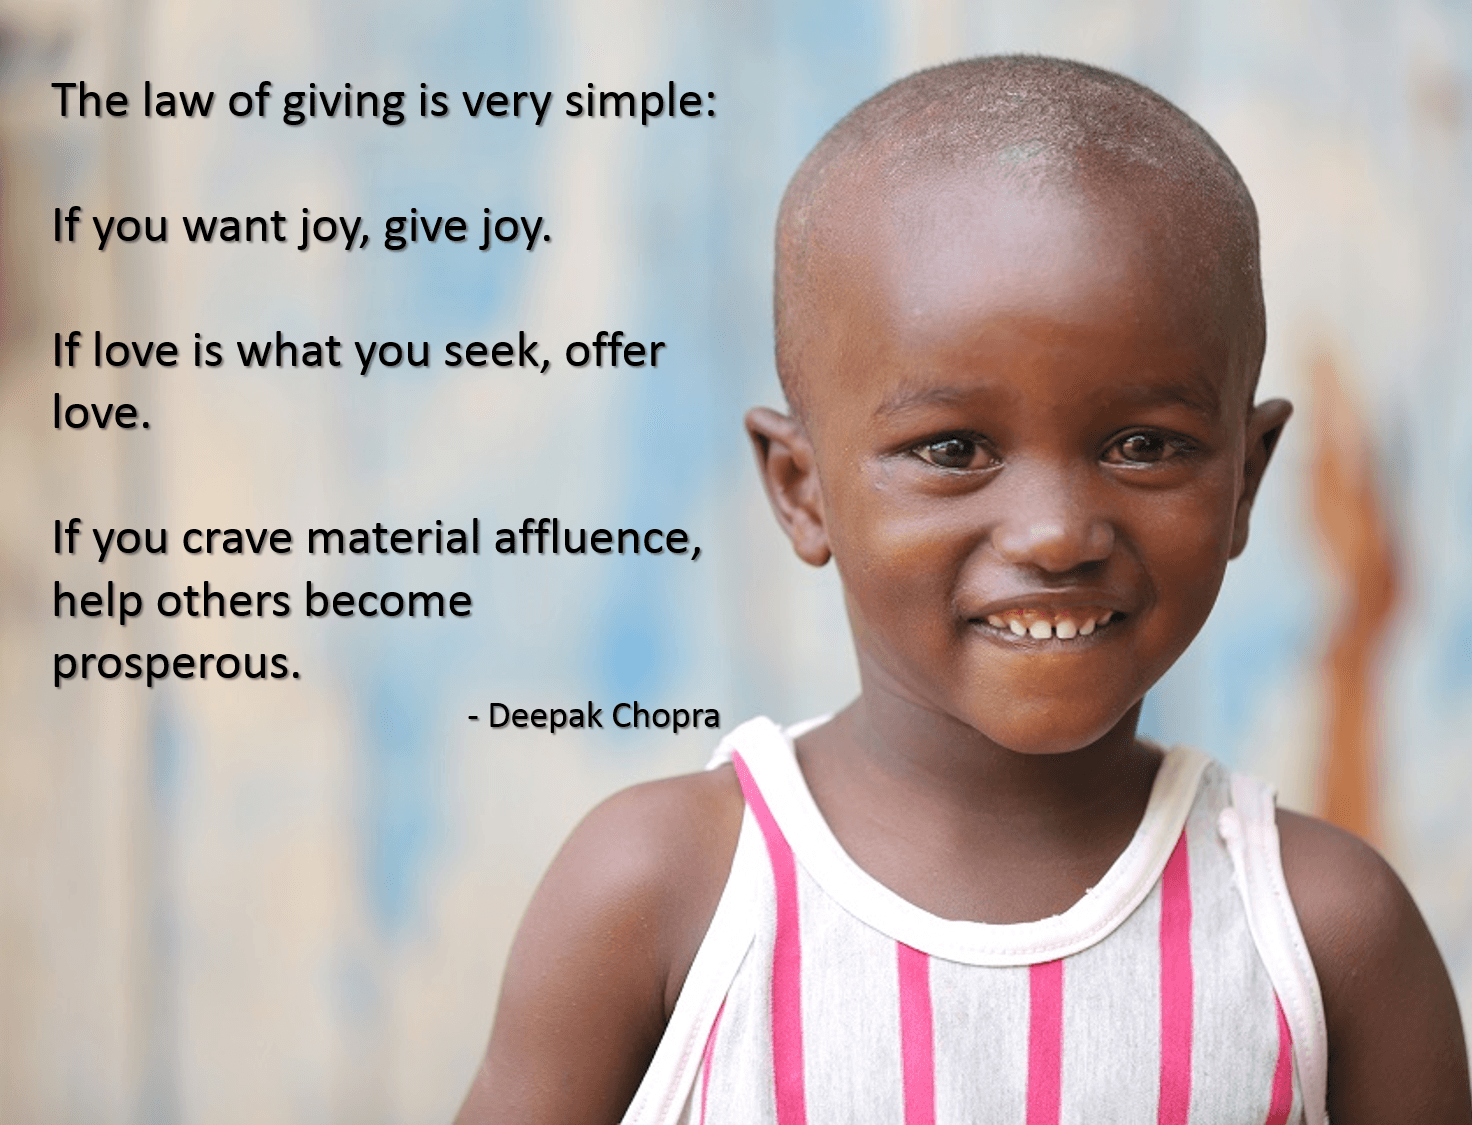 The law of giving is very simple:
If you want joy, give joy.
If love is what you seek, offer
love.
If you crave material affluence,
help others become
prosperous.
- Deepak Chopra